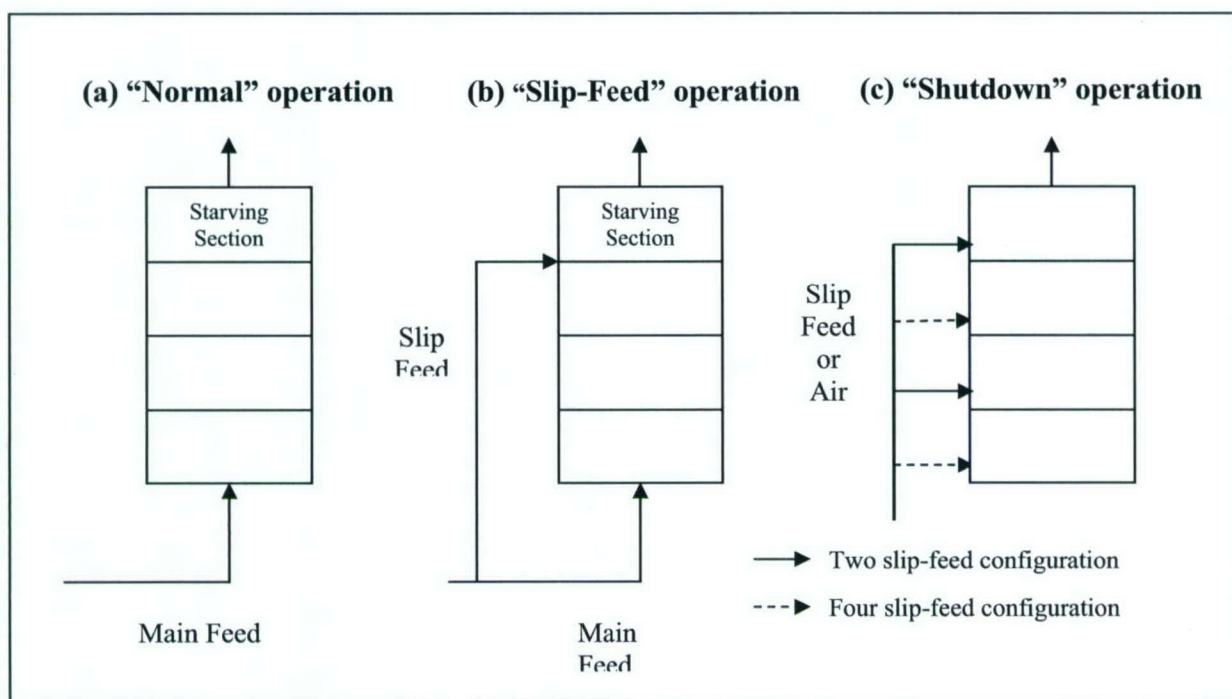 (a) “Normal” operation
Starving
Section
Main Feed
(b) “Slip-Feed” operation
Starving
Section
Slip
Feed
Main
Feed
(c) “Shutdown” operation
Slip
Feed
or
Air
Two slip-feed configuration
Four slip-feed configuration